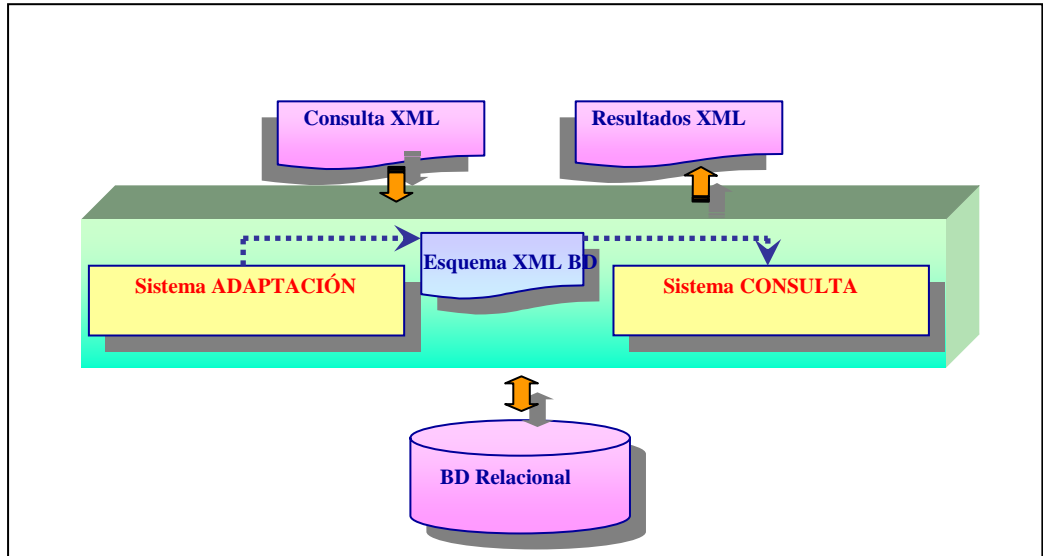 Consulta XML
Resultados XML
Esquema XML BD
Sistema ADAPTACIÓN
Sistema CONSULTA
BD Relacional